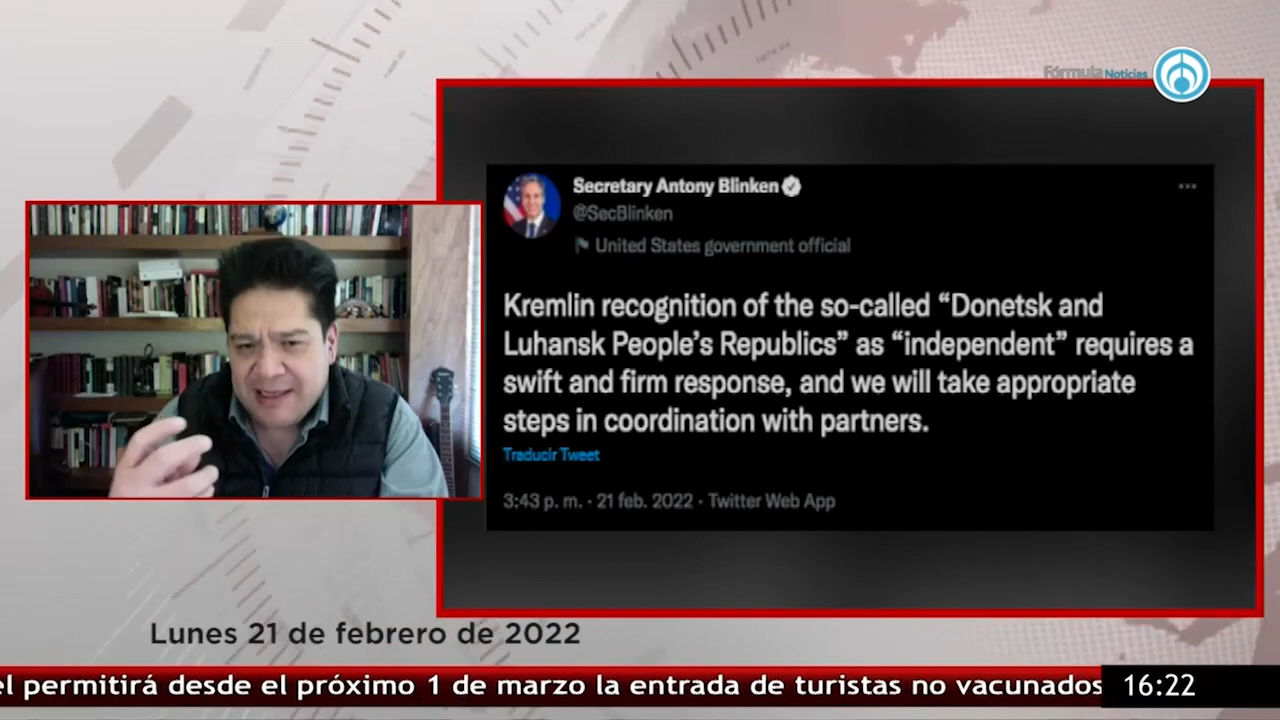 Fórmula Noticias
Secretary Antony Blinken
@SecBlinken
United States government official
Kremlin recognition of the so-called “Donetsk and
Luhansk People’s Republics” as “independent” requires a
swift and firm response, and we will take appropriate
steps in coordination with partners.
Traducir Tweet
3:43 p. m. · 21 feb. 2022 · Twitter Web App
Lunes 21 de febrero de 2022
el permitirá desde el próximo 1 de marzo la entrada de turistas no vacunados
16:22